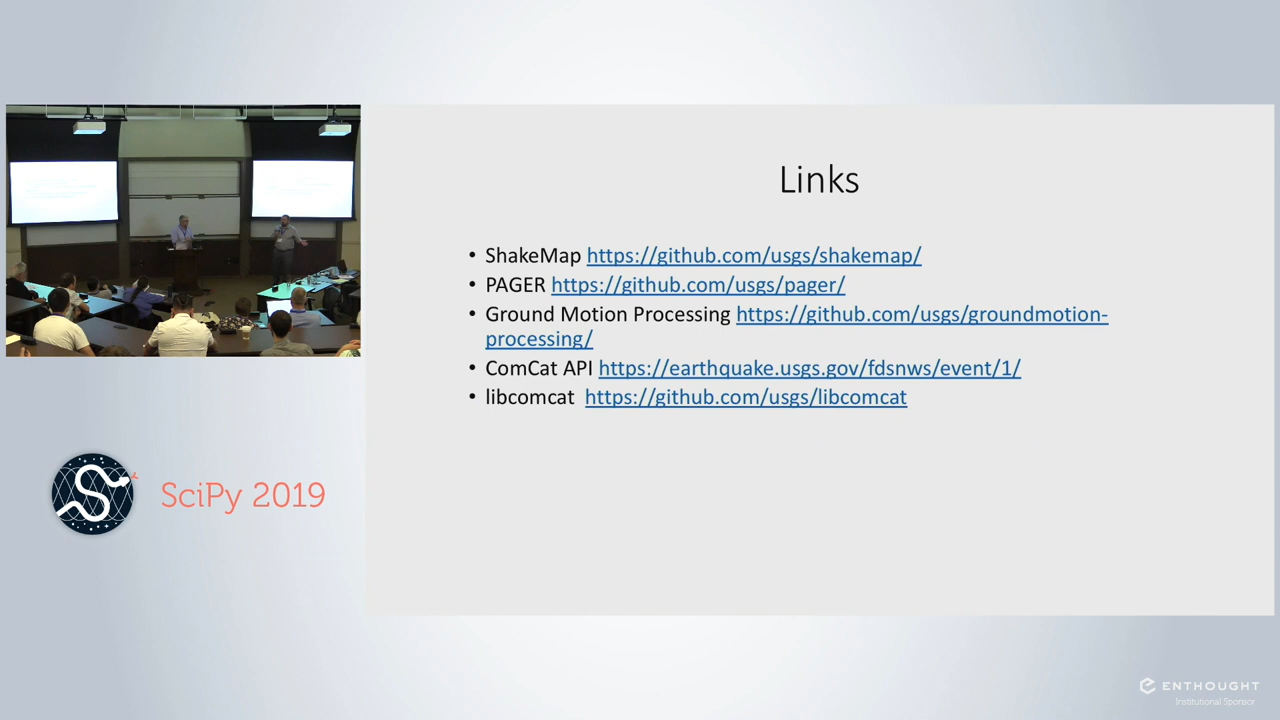 Links
• ShakeMap https://github.com/usgs/shakemap/
• PAGER https://github.com/usgs/pager/
• Ground Motion Processing https://github.com/usgs/groundmotion-
processing/
• ComCat API https://earthquake.usgs.gov/fdsnws/event/1/
• libcomcat https://github.com/usgs/libcomcat
SciPy 2019
ENTHOUGHT
Institutional Sponsor